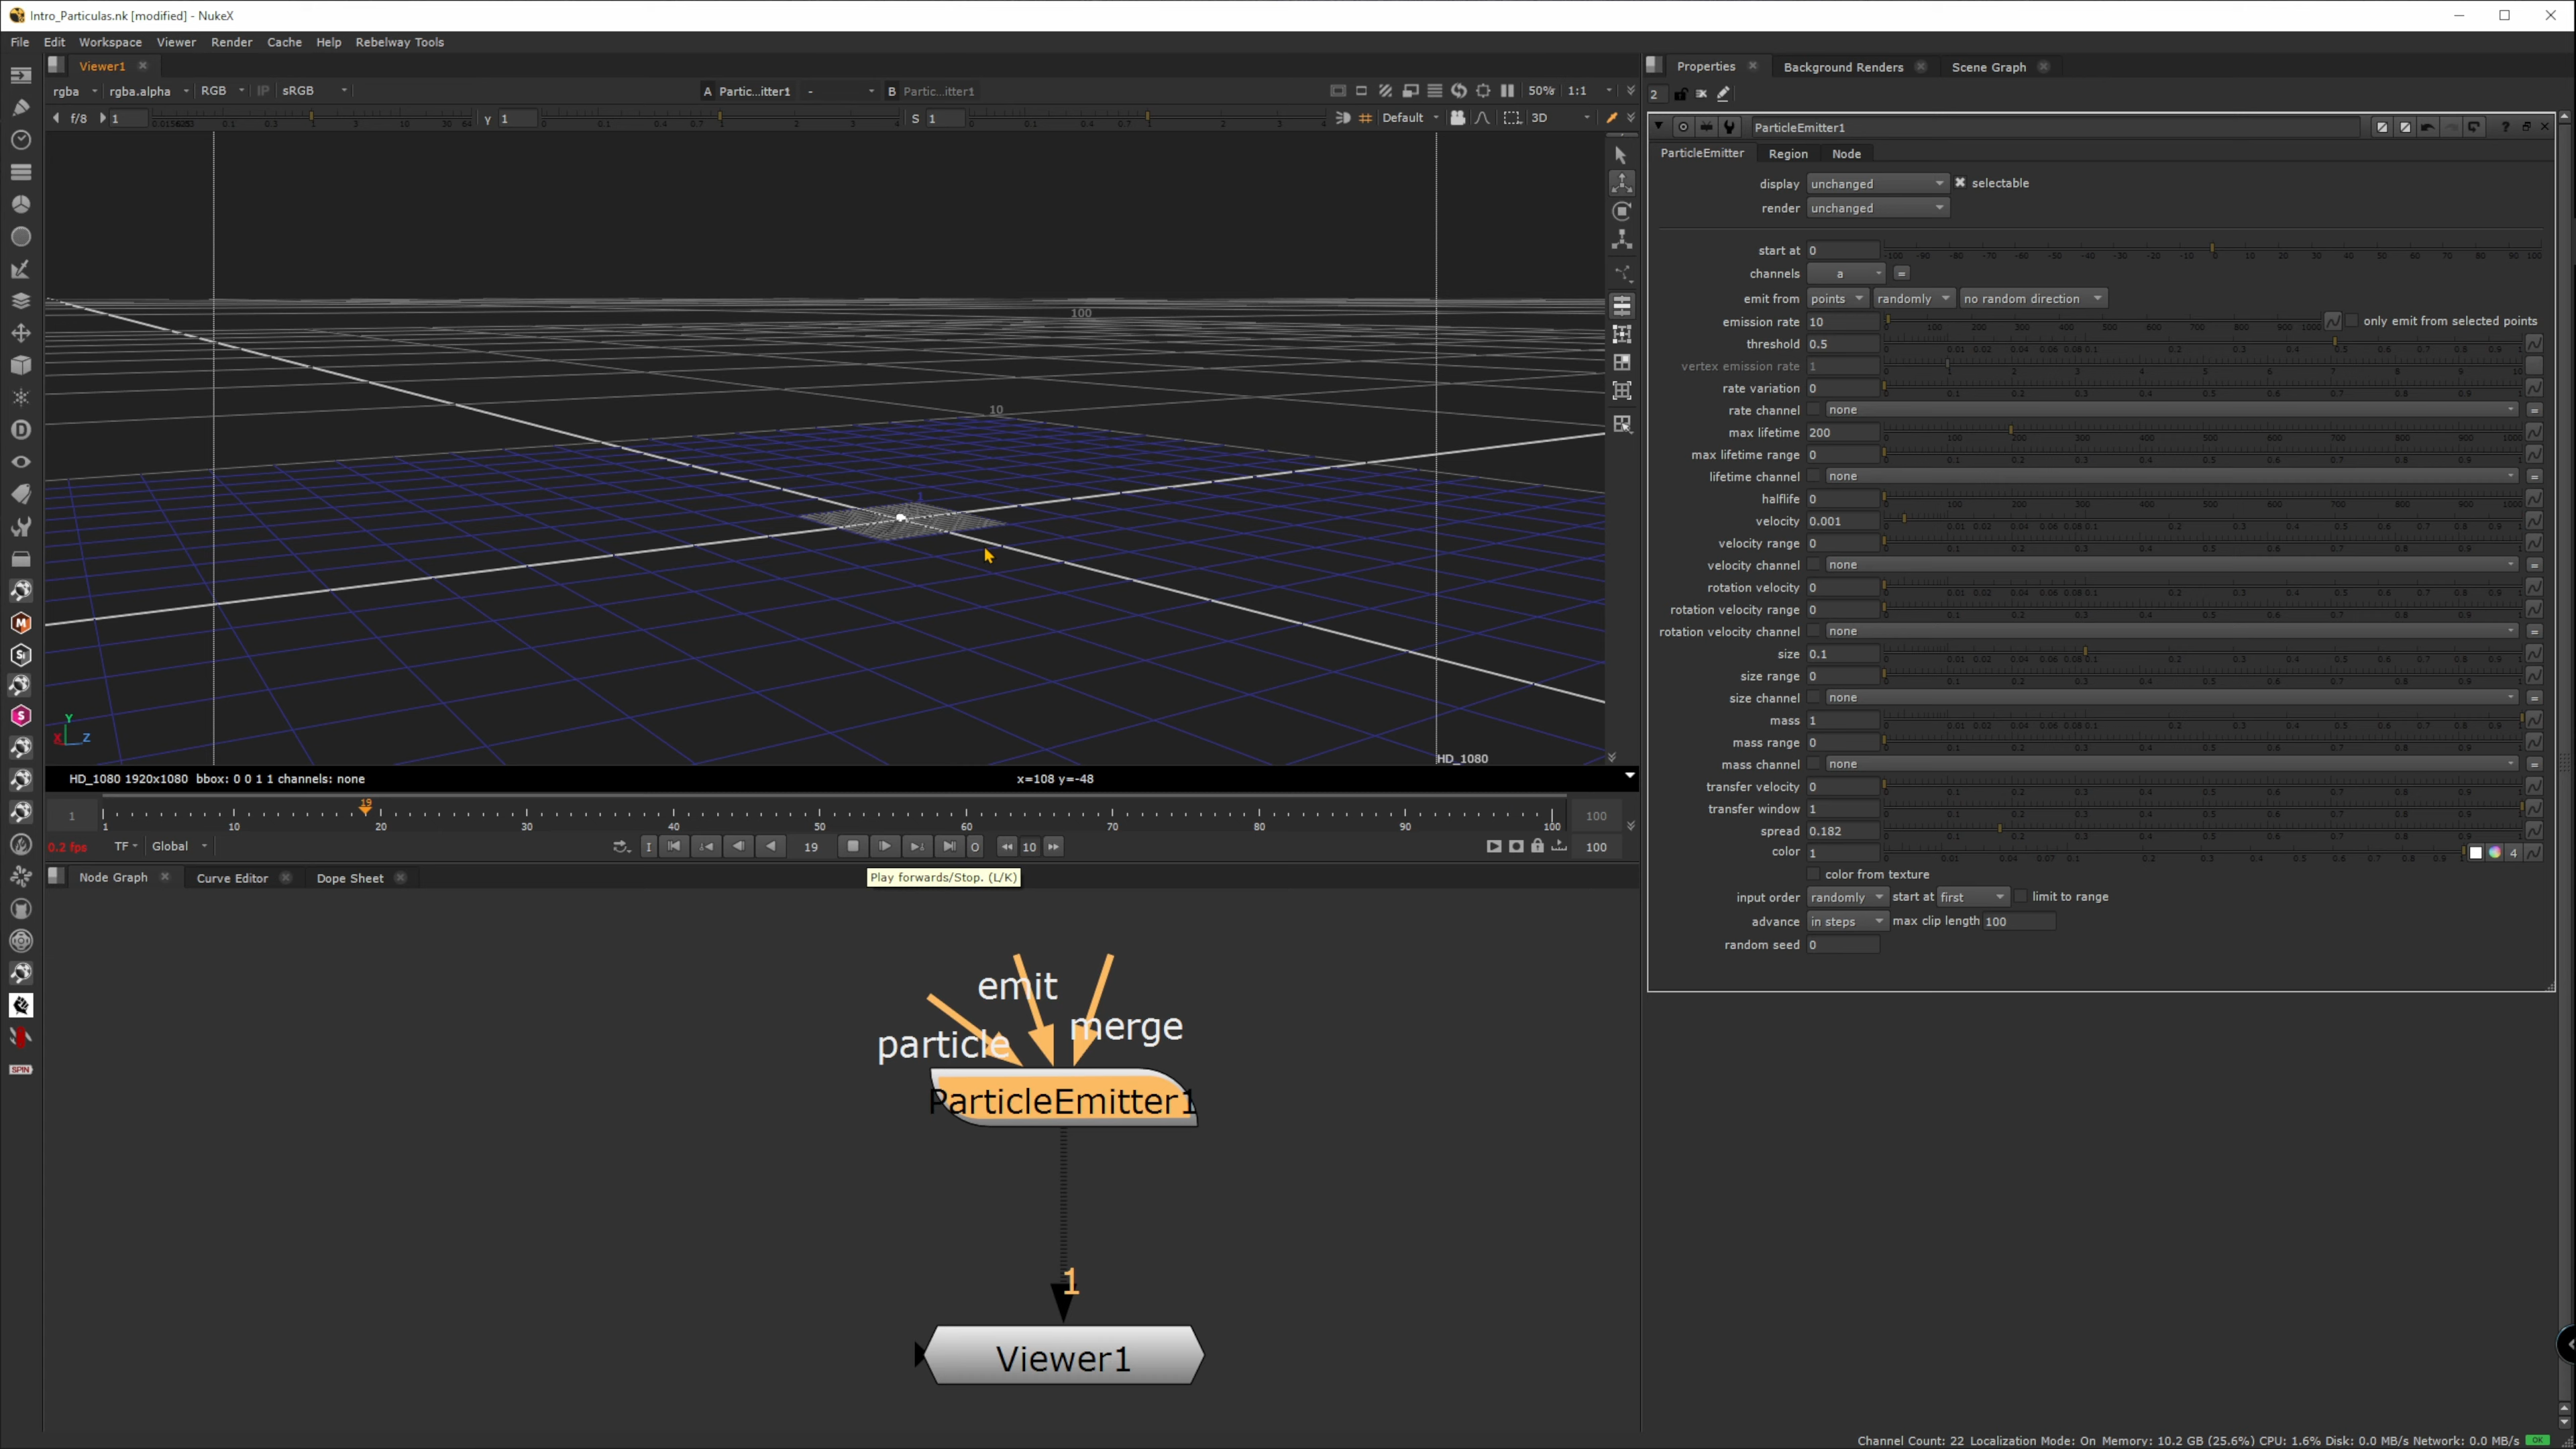 Intro_Particulas.nk [modified] - NukeX
File Edit Workspace Viewer Render Cache Help Rebelway Tools
Viewer1
rgba rgba.alpha RGB IP sRGB A Partic...itter1 - B Partic...itter1 50% 1:1
f/8 1 Y 1 S 1 Default 3D
100
10
1
Y
X Z
HD_1080
HD_1080 1920x1080 bbox: 0 0 1 1 channels: none x=108 y=-48
1 19 100
1 10 20 30 40 50 60 70 80 90 100
0.2 fps TF Global I 19 O 10 100
Play forwards/Stop. (L/K)
Node Graph Curve Editor Dope Sheet
emit
merge
particle
ParticleEmitter1
1
Viewer1
M
Si
S
D
SPIN
Properties Background Renders Scene Graph
2
ParticleEmitter1
ParticleEmitter Region Node
display unchanged selectable
render unchanged
start at 0
channels a =
emit from points randomly no random direction
emission rate 10 only emit from selected points
threshold 0.5
vertex emission rate 1
rate variation 0
rate channel none =
max lifetime 200
max lifetime range 0
lifetime channel none =
halflife 0
velocity 0.001
velocity range 0
velocity channel none =
rotation velocity 0
rotation velocity range 0
rotation velocity channel none =
size 0.1
size range 0
size channel none =
mass 1
mass range 0
mass channel none =
transfer velocity 0
transfer window 1
spread 0.182
color 1 4
color from texture
input order randomly start at first limit to range
advance in steps max clip length 100
random seed 0
Channel Count: 22 Localization Mode: On Memory: 10.2 GB (25.6%) CPU: 1.6% Disk: 0.0 MB/s Network: 0.0 MB/s OK